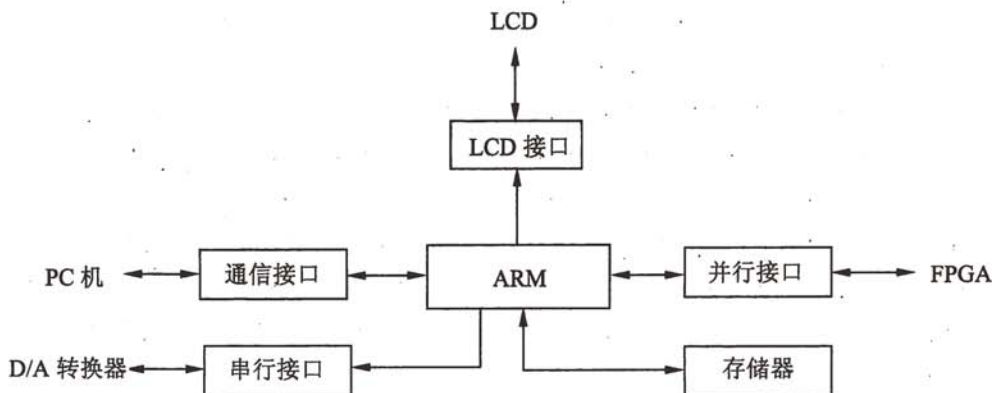 LCD
LCD 接口
PC 机
通信接口
ARM
并行接口
FPGA
D/A 转换器
串行接口
存储器